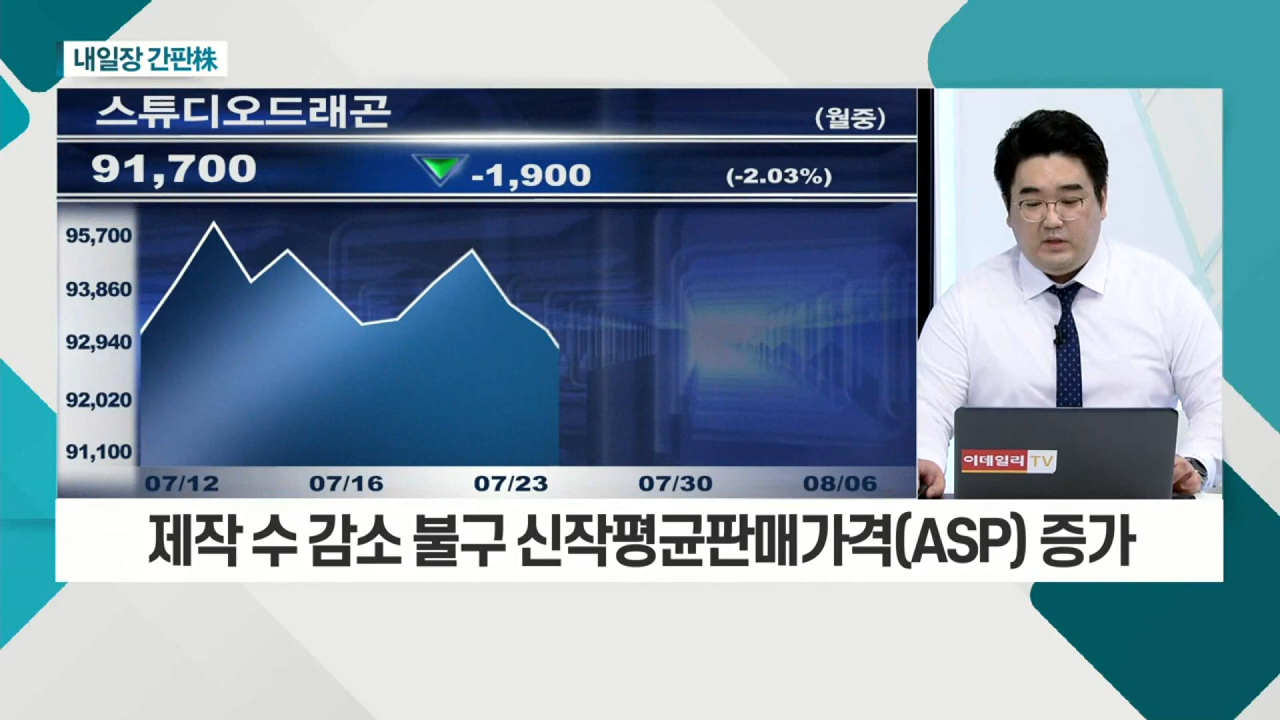 내일장 간판株
스튜디오드래곤 (월중)
91,700 ▼ -1,900 (-2.03%)
95,700
93,860
92,940
92,020
91,100
07/12 07/16 07/23 07/30 08/06
이데일리 TV
제작 수 감소 불구 신작평균판매가격(ASP) 증가